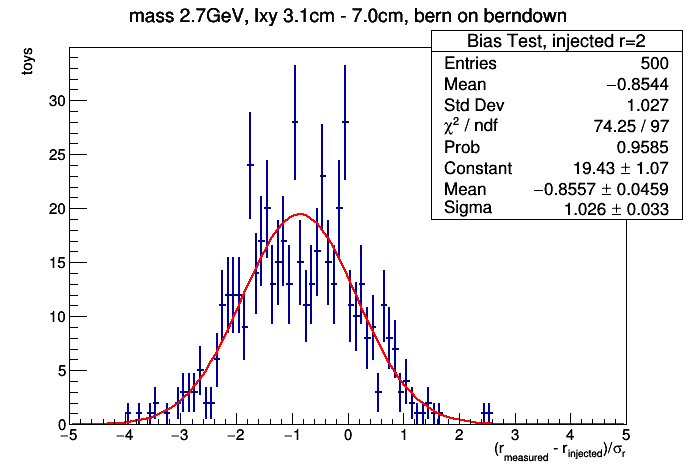 mass 2.7GeV, lxy 3.1cm - 7.0cm, bern on berndown
toys
Bias Test, injected r=2
Entries 500
Mean −0.8544
Std Dev 1.027
χ² / ndf 74.25 / 97
Prob 0.9585
Constant 19.43 ± 1.07
Mean −0.8557 ± 0.0459
Sigma 1.026 ± 0.033
30
25
20
15
10
5
0
−5 −4 −3 −2 −1 0 1 2 3 4 5
(r_measured - r_injected)/σ_r